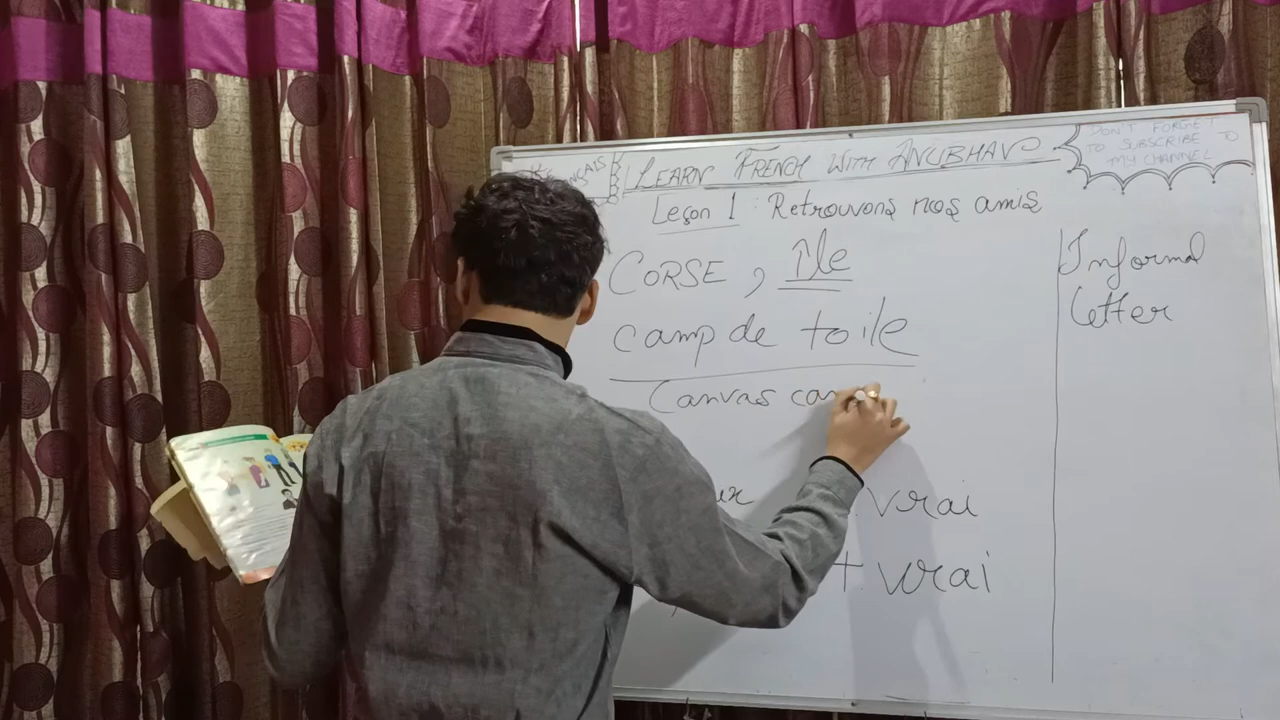 LEARN FRENCH WITH ANUBHAV
DON'T FORGET
TO SUBSCRIBE TO
MY CHANNEL
Leçon 1 : Retrouvons nos amis
CORSE, île
camp de toile
Canvas
vrai
vrai
Informal
letter